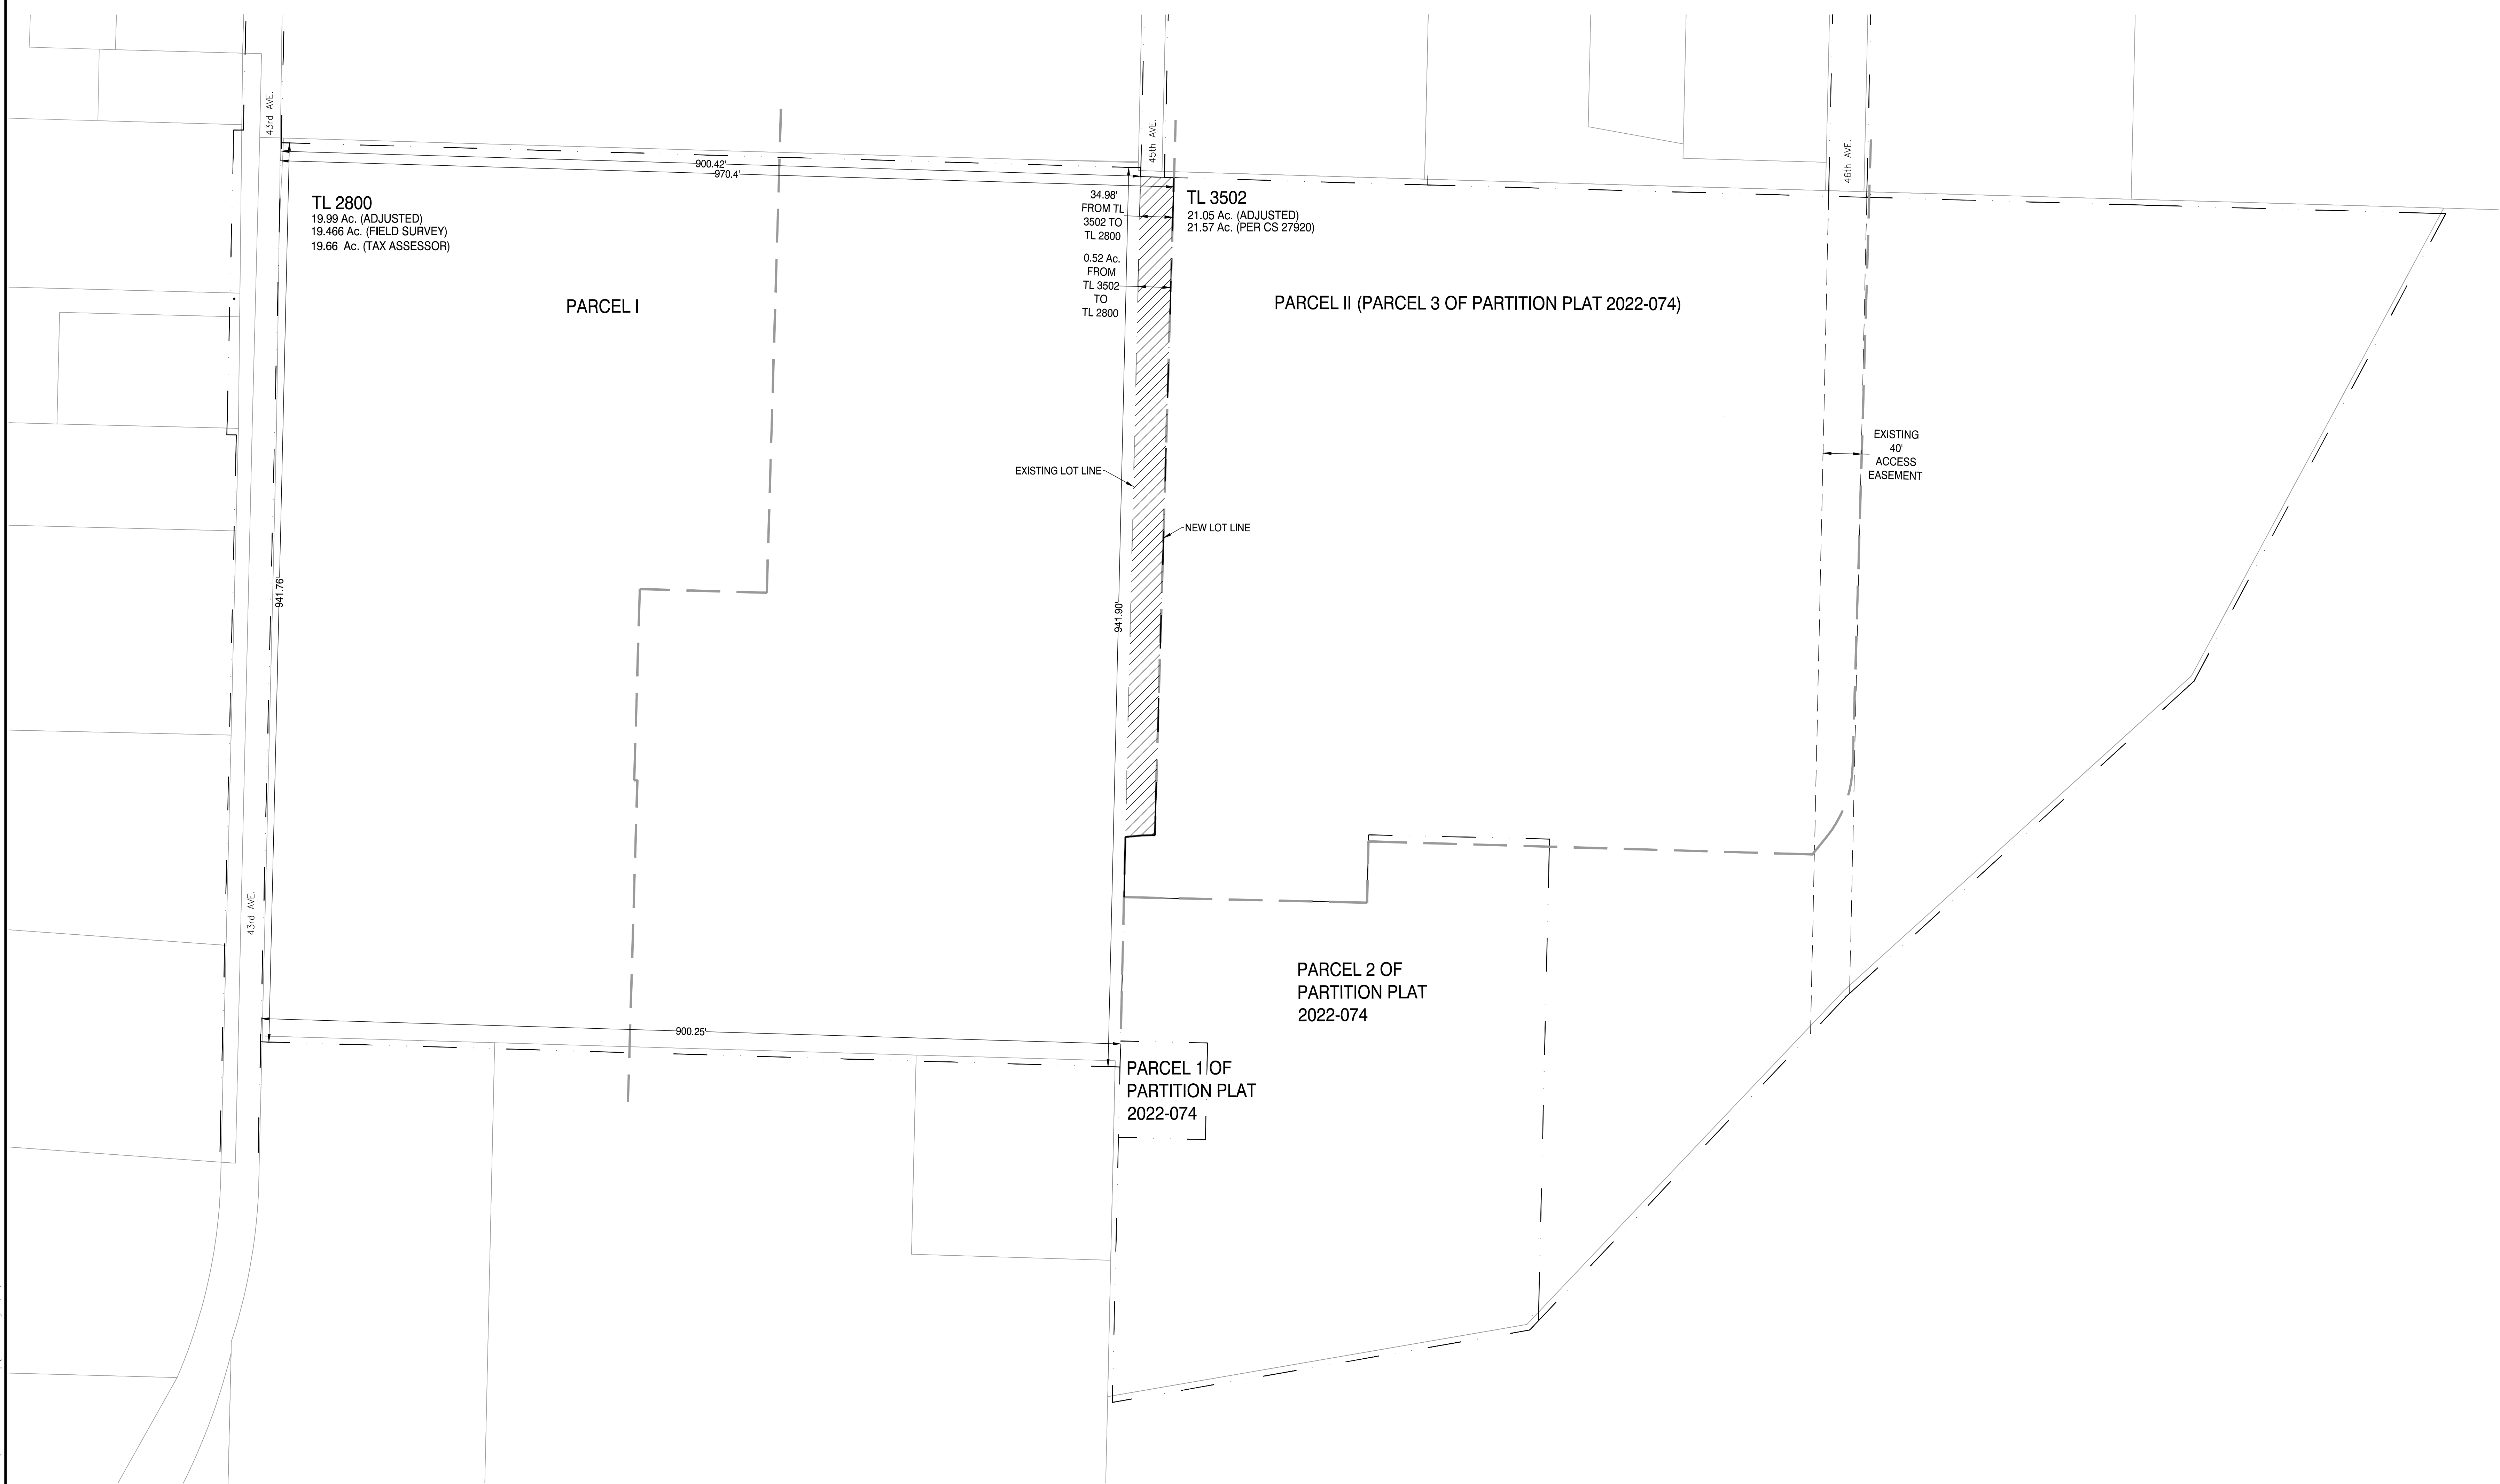 43rd AVE.
45th AVE.
46th AVE.
900.42'
970.4'
TL 2800
19.99 Ac. (ADJUSTED)
19.466 Ac. (FIELD SURVEY)
19.66 Ac. (TAX ASSESSOR)
34.98'
FROM TL
3502 TO
TL 2800
0.52 Ac.
FROM
TL 3502
TO
TL 2800
TL 3502
21.05 Ac. (ADJUSTED)
21.57 Ac. (PER CS 27920)
PARCEL I
PARCEL II (PARCEL 3 OF PARTITION PLAT 2022-074)
EXISTING
40'
ACCESS
EASEMENT
EXISTING LOT LINE
NEW LOT LINE
941.76'
941.90'
43rd AVE.
PARCEL 2 OF
PARTITION PLAT
2022-074
900.25'
PARCEL 1 OF
PARTITION PLAT
2022-074